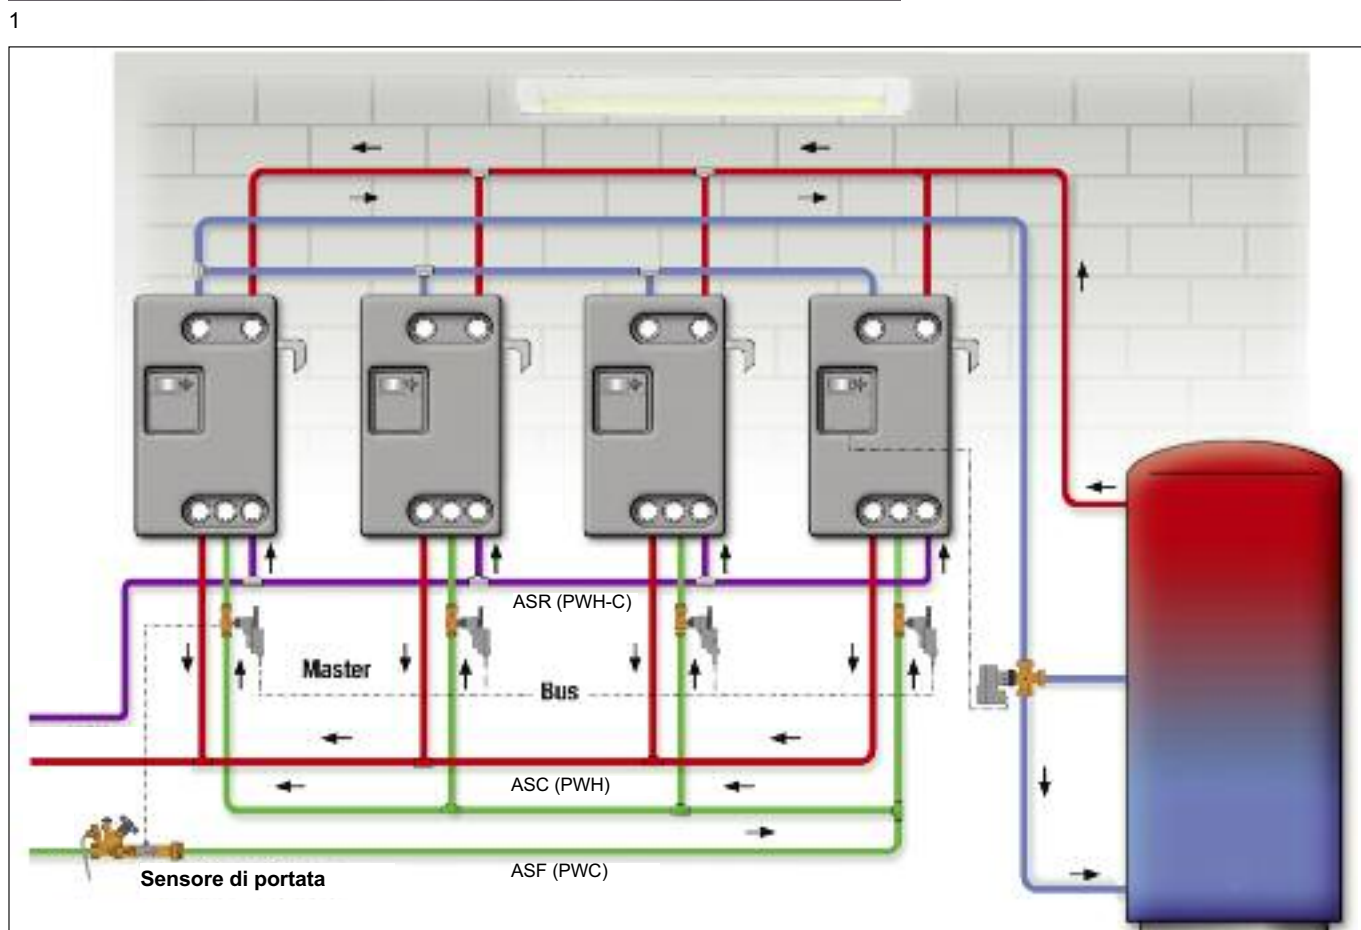 1
ASR (PWH-C)
Master
Bus
ASC (PWH)
ASF (PWC)
Sensore di portata